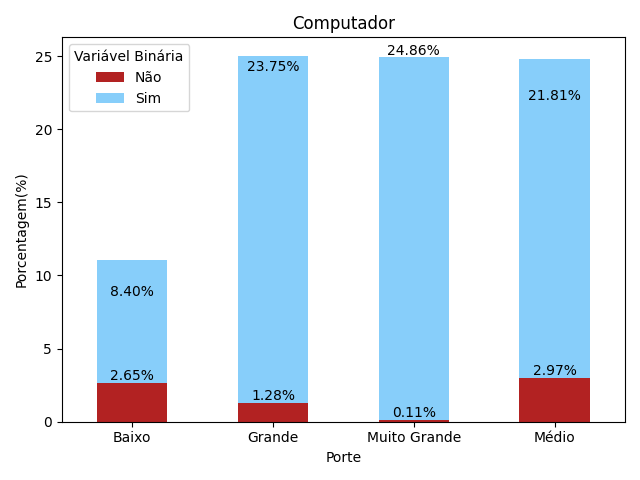 Computador
Variável Binária
Não
Sim
Porcentagem(%)
25
20
15
10
5
0
8.40%
2.65%
23.75%
1.28%
24.86%
0.11%
21.81%
2.97%
Baixo
Grande
Muito Grande
Médio
Porte